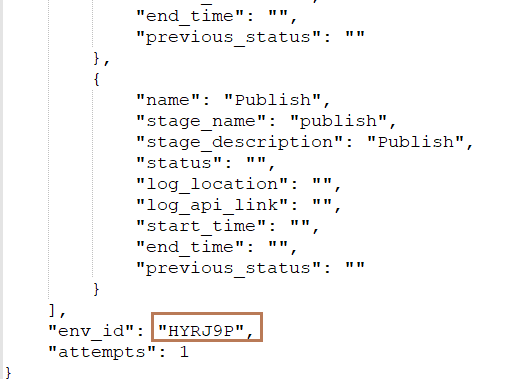 "end_time": "",
"previous_status": ""
},
{
"name": "Publish",
"stage_name": "publish",
"stage_description": "Publish",
"status": "",
"log_location": "",
"log_api_link": "",
"start_time": "",
"end_time": "",
"previous_status": ""
}
],
"env_id": "HYRJ9P",
"attempts": 1
}